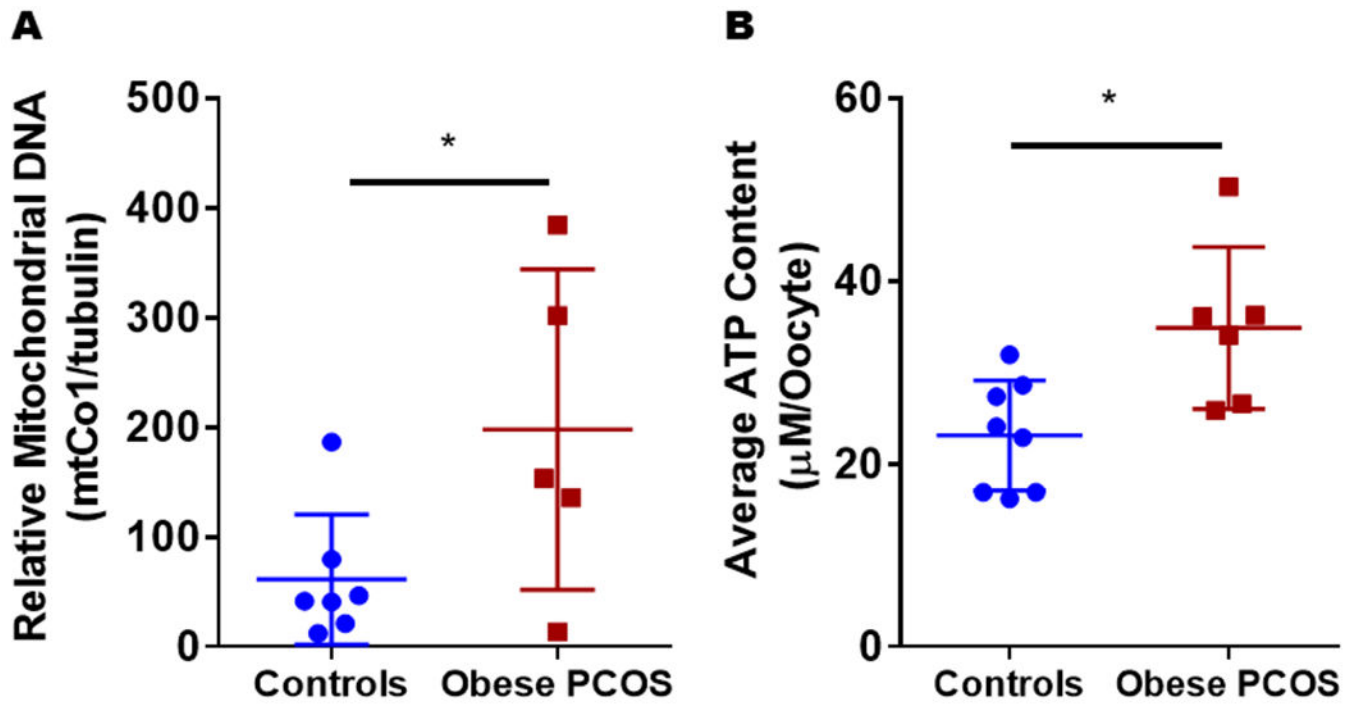 A
Relative Mitochondrial DNA
(mtCo1/tubulin)
500
400
300
200
100
0
*
Controls
Obese PCOS
B
Average ATP Content
(μM/Oocyte)
60
40
20
0
*
Controls
Obese PCOS